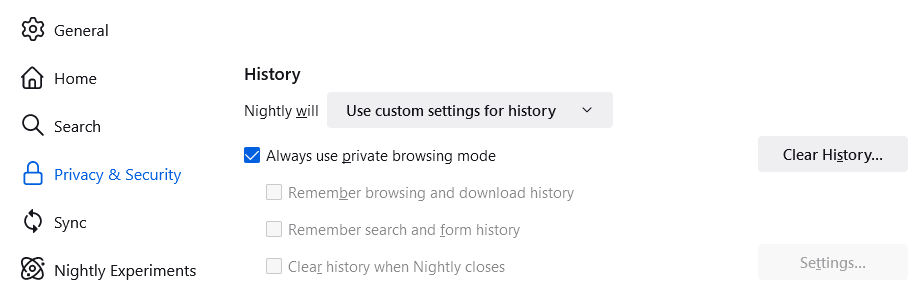 General
Home
Search
Privacy & Security
Sync
Nightly Experiments
History
Nightly will Use custom settings for history
Always use private browsing mode
Clear History...
Remember browsing and download history
Remember search and form history
Clear history when Nightly closes
Settings...